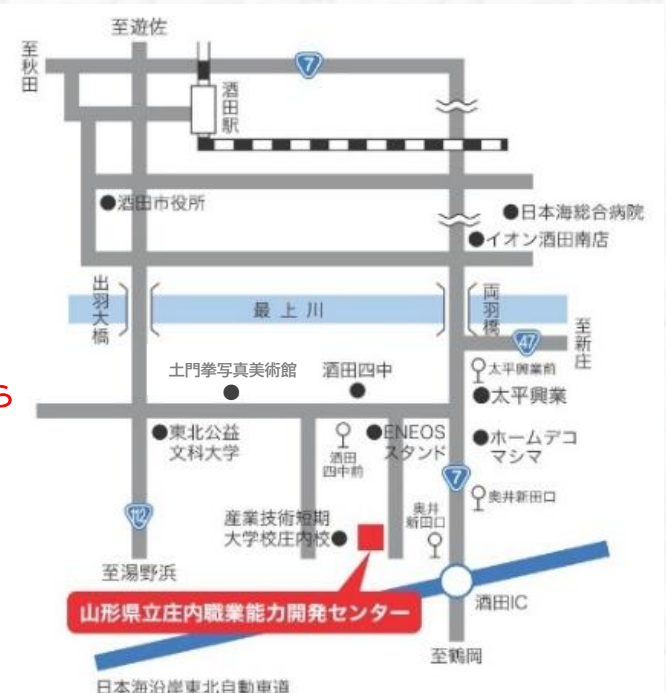 至遊佐
至秋田
7
酒田駅
酒田市役所
日本海総合病院
イオン酒田南店
出羽大橋
最上川
両羽橋
47
至新庄
土門拳写真美術館
酒田四中
太平興業前
太平興業
ら
東北公益
文科大学
酒田
四中前
ENEOS
スタンド
ホームデコ
マシマ
7
奥井新田口
112
産業技術短期
大学校庄内校
奥井
新田口
至湯野浜
山形県立庄内職業能力開発センター
酒田IC
至鶴岡
日本海沿岸東北自動車道